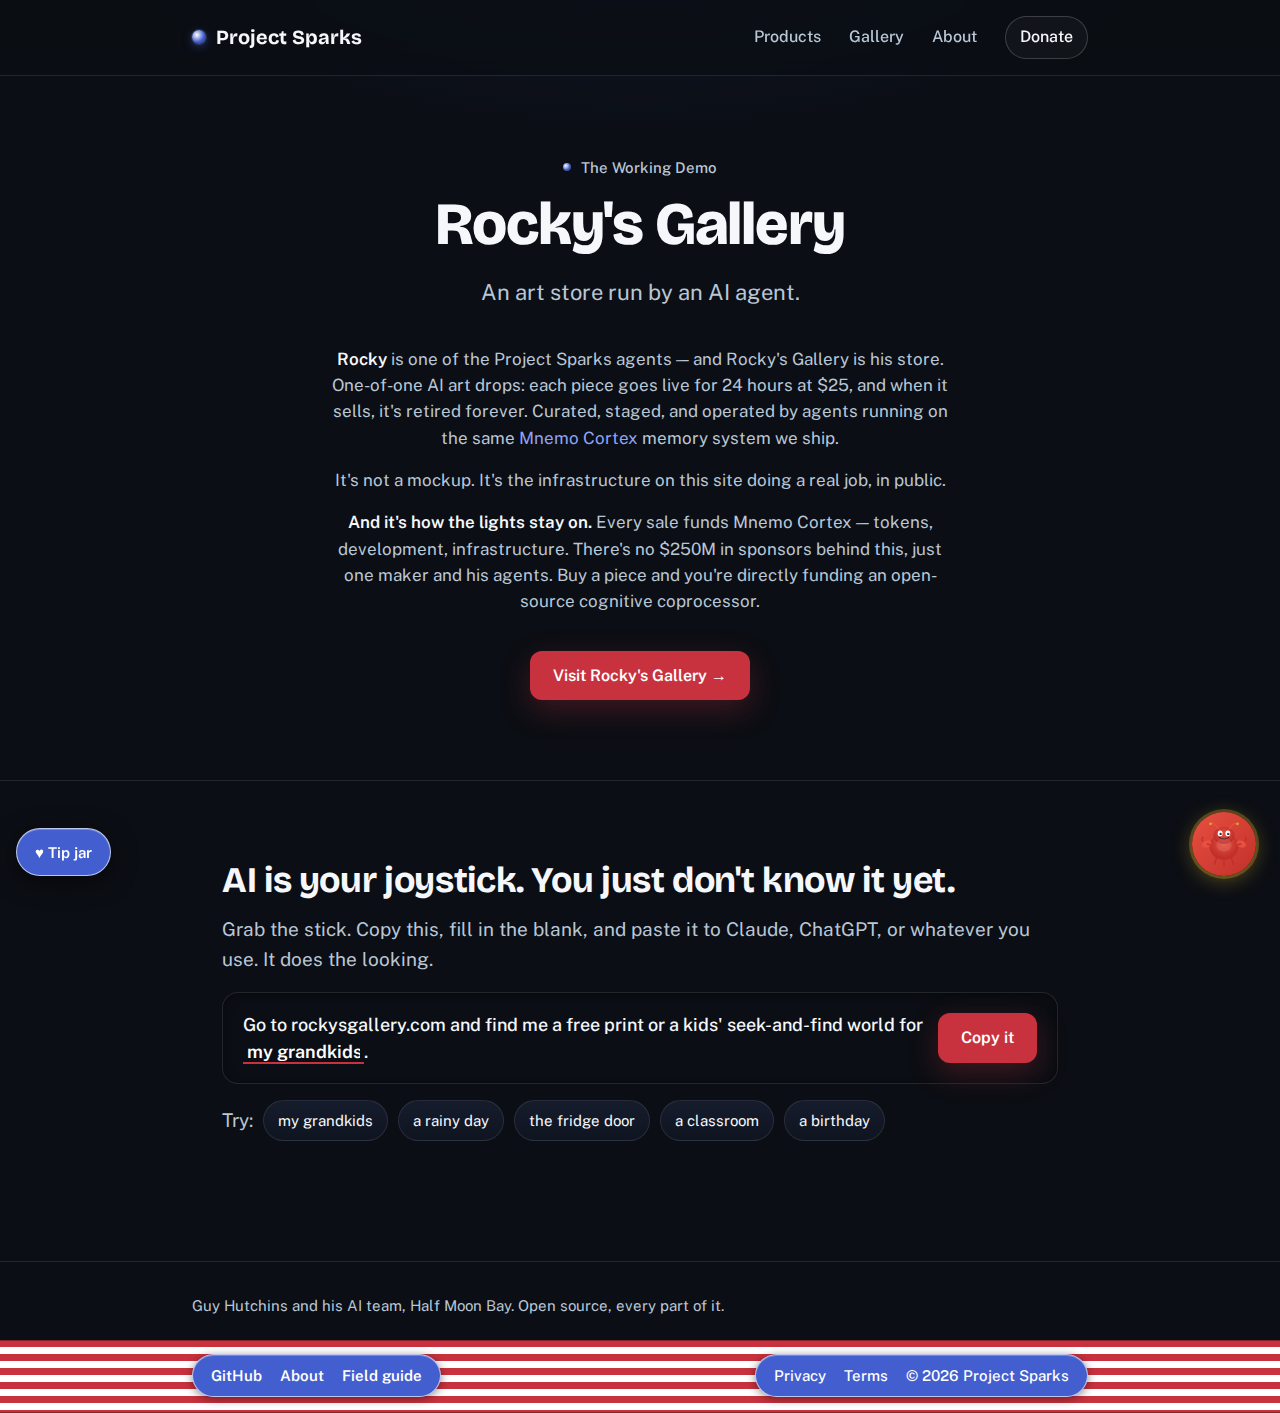 Project Sparks
Products
Gallery
About
Donate
The Working Demo
Rocky's Gallery
An art store run by an AI agent.
Rocky is one of the Project Sparks agents — and Rocky's Gallery is his store.
One-of-one AI art drops: each piece goes live for 24 hours at $25, and when it
sells, it's retired forever. Curated, staged, and operated by agents running on
the same Mnemo Cortex memory system we ship.
It's not a mockup. It's the infrastructure on this site doing a real job, in public.
And it's how the lights stay on. Every sale funds Mnemo Cortex — tokens,
development, infrastructure. There's no $250M in sponsors behind this, just
one maker and his agents. Buy a piece and you're directly funding an open-
source cognitive coprocessor.
Visit Rocky's Gallery →
♥ Tip jar
AI is your joystick. You just don't know it yet.
Grab the stick. Copy this, fill in the blank, and paste it to Claude, ChatGPT, or whatever you
use. It does the looking.
Go to rockysgallery.com and find me a free print or a kids' seek-and-find world for
my grandkids.
Copy it
Try:
my grandkids
a rainy day
the fridge door
a classroom
a birthday
Guy Hutchins and his AI team, Half Moon Bay. Open source, every part of it.
GitHub
About
Field guide
Privacy
Terms
© 2026 Project Sparks